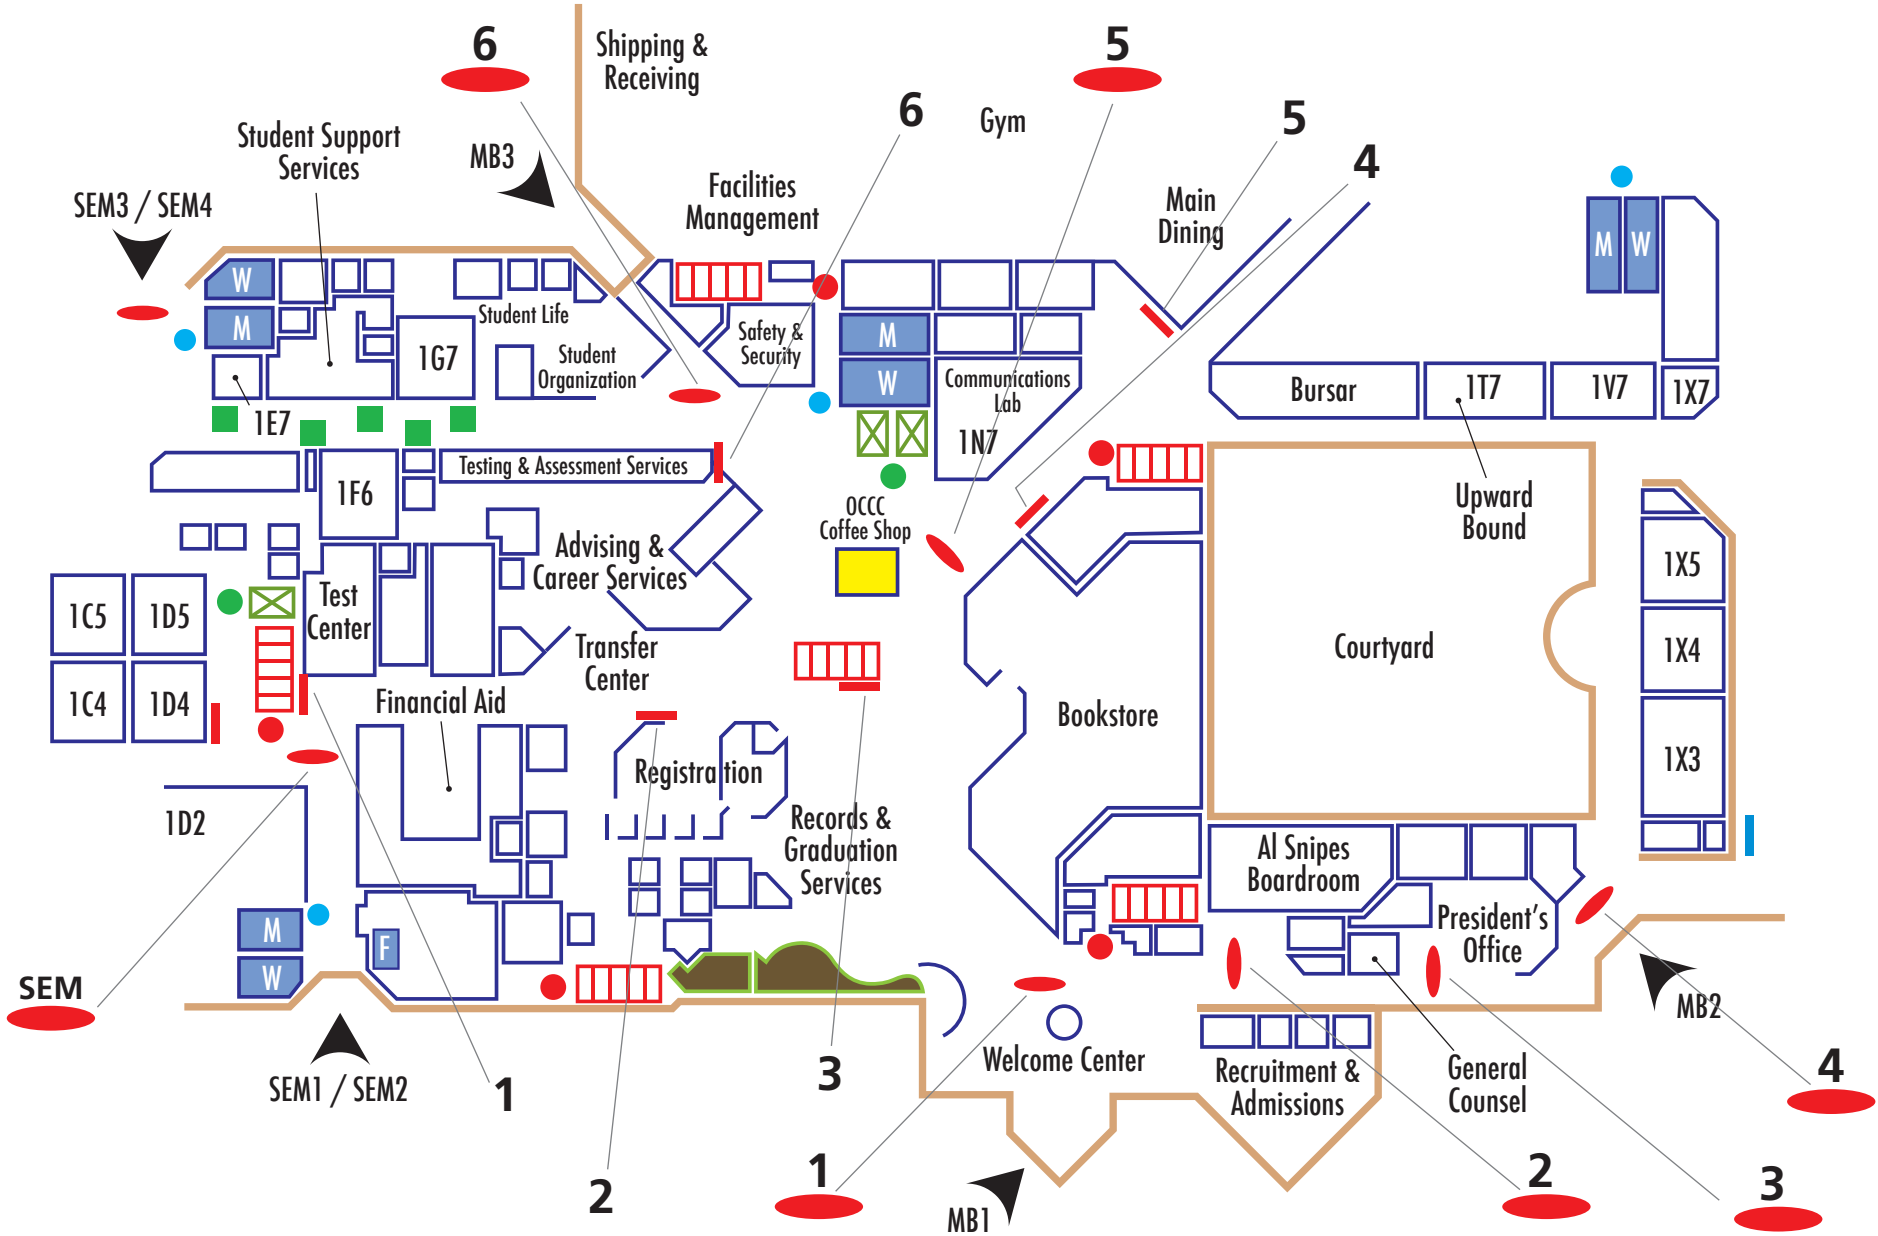 6
Shipping &
Receiving
5
6
Gym
5
4
Student Support
Services
MB3
SEM3 / SEM4
Facilities
Management
Main
Dining
M
W
W
M
Student Life
1G7
Student
Organization
Safety &
Security
M
W
Communications
Lab
1N7
Bursar
1T7
1V7
1X7
1E7
Testing & Assessment Services
1F6
OCCC
Coffee Shop
Upward
Bound
Advising &
Career Services
1X5
1C5
1D5
Test
Center
Transfer
Center
Courtyard
1X4
1C4
1D4
Financial Aid
Bookstore
1X3
Registration
1D2
Records &
Graduation
Services
Al Snipes
Boardroom
President's
Office
M
F
W
SEM
MB2
SEM1 / SEM2
1
3
Welcome Center
Recruitment &
Admissions
General
Counsel
4
2
1
MB1
2
3